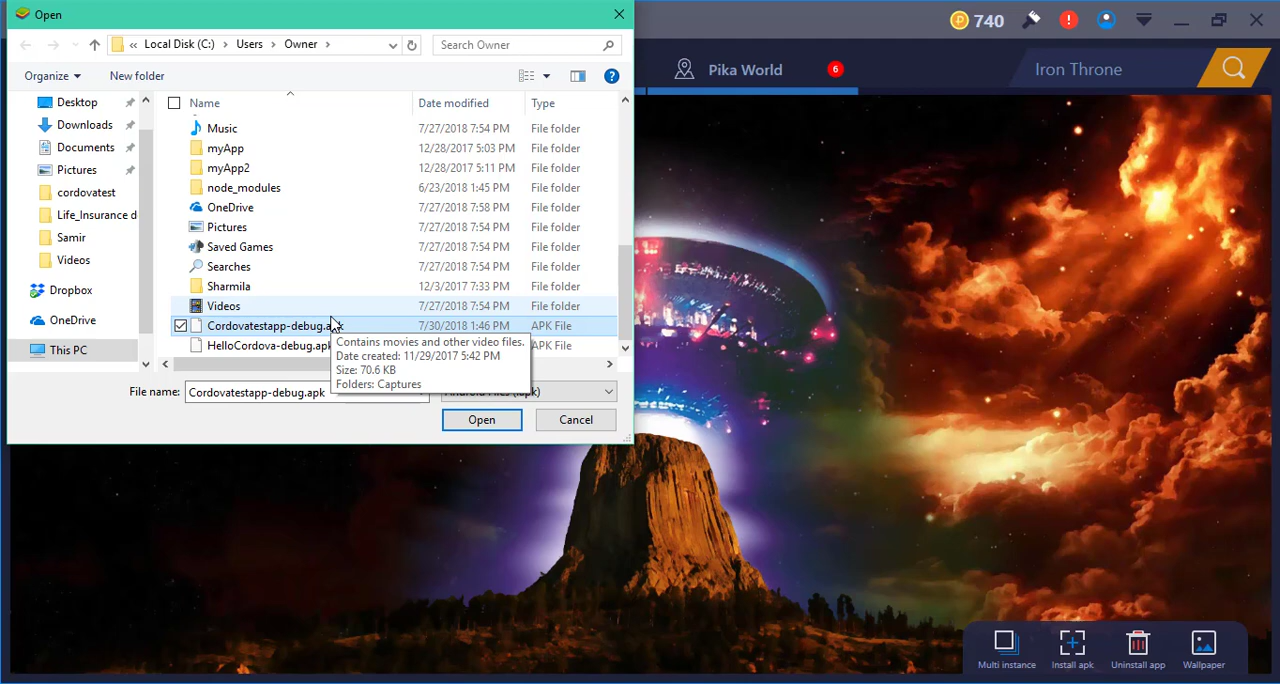 Open
740
« Local Disk (C:) › Users › Owner ›
Search Owner
Pika World
6
Iron Throne
Organize
New folder
Name
Date modified
Type
Desktop
Downloads
Documents
Pictures
cordovatest
Life_Insurance d
Samir
Videos
Dropbox
OneDrive
This PC
Music 7/27/2018 7:54 PM File folder
myApp 12/28/2017 5:03 PM File folder
myApp2 12/28/2017 5:11 PM File folder
node_modules 6/23/2018 1:45 PM File folder
OneDrive 7/27/2018 7:58 PM File folder
Pictures 7/27/2018 7:54 PM File folder
Saved Games 7/27/2018 7:54 PM File folder
Searches 7/27/2018 7:54 PM File folder
Sharmila 12/3/2017 7:33 PM File folder
Videos 7/27/2018 7:54 PM File folder
Cordovatestapp-debug.apk 7/30/2018 1:46 PM APK File
HelloCordova-debug.apk APK File
Contains movies and other video files.
Date created: 11/29/2017 5:42 PM
Size: 70.6 KB
Folders: Captures
File name: Cordovatestapp-debug.apk
Open
Cancel
Multi instance
Install apk
Uninstall app
Wallpaper